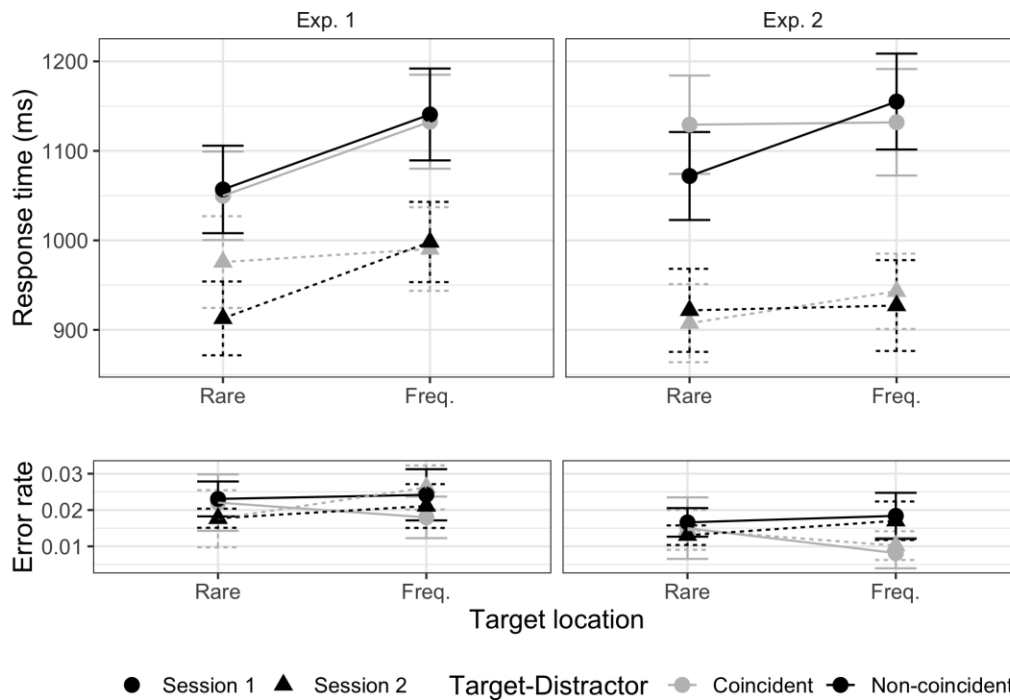 Exp. 1
Exp. 2
Response time (ms)
1200
1100
1000
900
Rare
Freq.
Rare
Freq.
Error rate
0.03
0.02
0.01
Rare
Freq.
Rare
Freq.
Target location
Session 1 Session 2 Target-Distractor Coincident Non-coincident